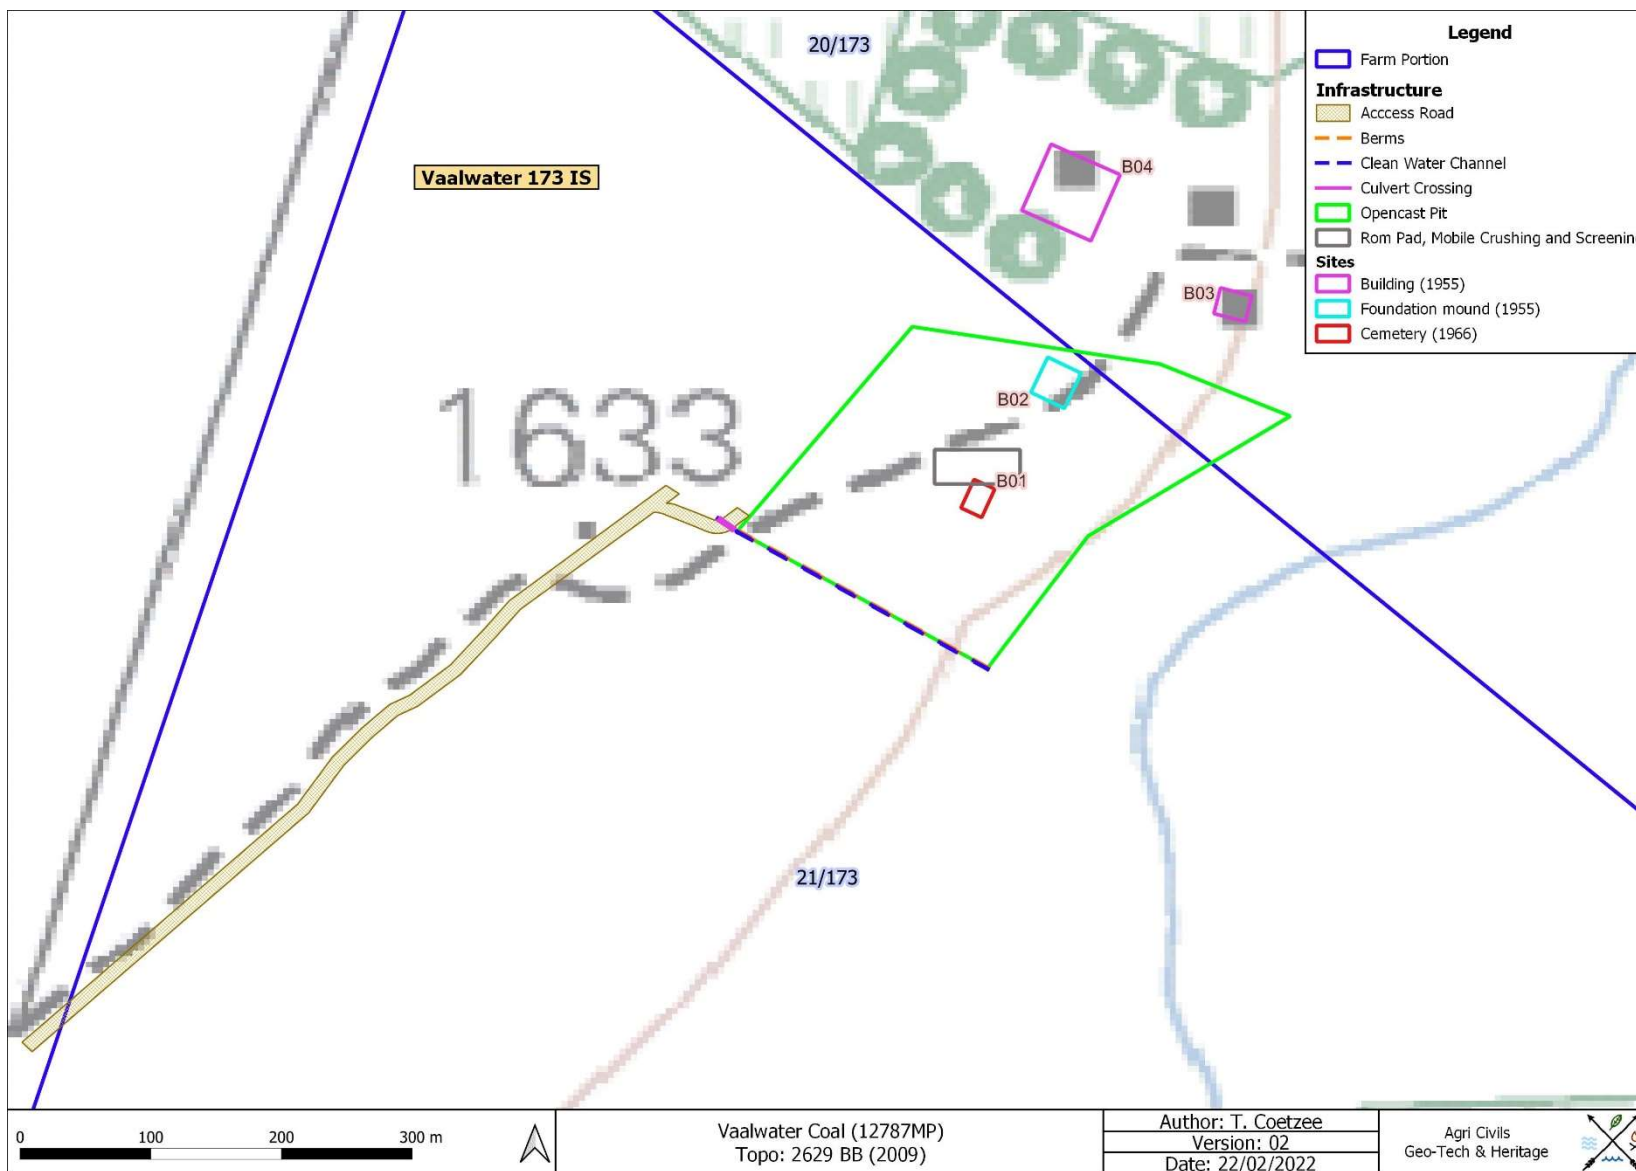 20/173
Vaalwater 173 IS
B04
B03
B02
B01
1633
21/173
Legend
Farm Portion
Infrastructure
Acccess Road
Berms
Clean Water Channel
Culvert Crossing
Opencast Pit
Rom Pad, Mobile Crushing and Screenin
Sites
Building (1955)
Foundation mound (1955)
Cemetery (1966)
0 100 200 300 m
Vaalwater Coal (12787MP)
Topo: 2629 BB (2009)
Author: T. Coetzee
Version: 02
Date: 22/02/2022
Agri Civils
Geo-Tech & Heritage